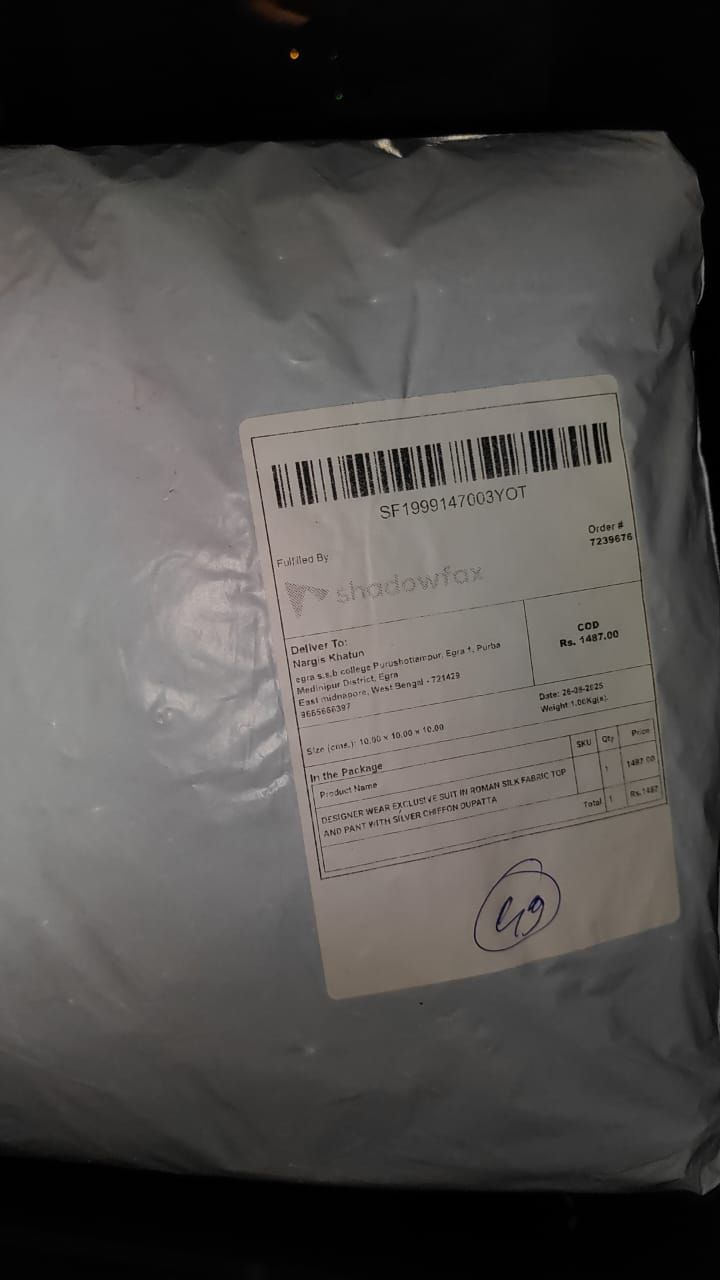 SF1999147003YOT
Order #
7239676
Fulfilled By
shadowfax
Deliver To:
Nargis Khatun
egra s.s.b college Purushottampur, Egra 1, Purba
Medinipur District, Egra
East midnapore, West Bengal - 721429
COD
Rs. 1487.00
Date: 26-09-2025
Weight 1.00Kg(s).
Size (cms.): 10.00 x 10.00 x 10.00
In the Package
Product Name SKU Qty Price
DESIGNER WEAR EXCLUSIVE SUIT IN ROMAN SILK FABRIC TOP
AND PANT WITH SILVER CHIFFON DUPATTA
1 1487.00
Total 1 Rs.1487
49